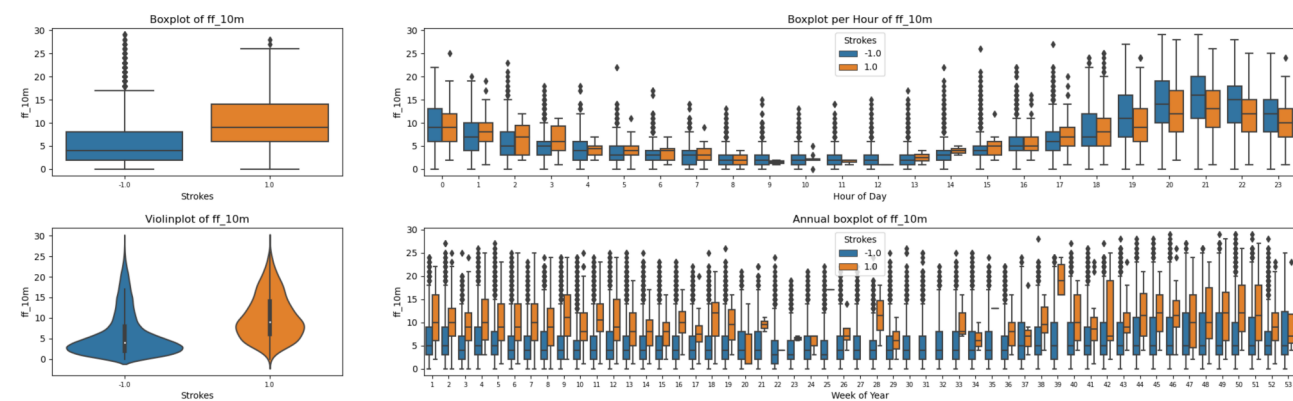 Boxplot of ff_10m
ff_10m
30
25
20
15
10
5
0
-1.0 1.0
Strokes
Boxplot per Hour of ff_10m
ff_10m
30
25
20
15
10
5
0
Strokes
-1.0
1.0
0 1 2 3 4 5 6 7 8 9 10 11 12 13 14 15 16 17 18 19 20 21 22 23
Hour of Day
Violinplot of ff_10m
ff_10m
30
25
20
15
10
5
0
-1.0 1.0
Strokes
Annual boxplot of ff_10m
ff_10m
30
25
20
15
10
5
0
Strokes
-1.0
1.0
1 2 3 4 5 6 7 8 9 10 11 12 13 14 15 16 17 18 19 20 21 22 23 24 25 26 27 28 29 30 31 32 33 34 35 36 37 38 39 40 41 42 43 44 45 46 47 48 49 50 51 52 53
Week of Year